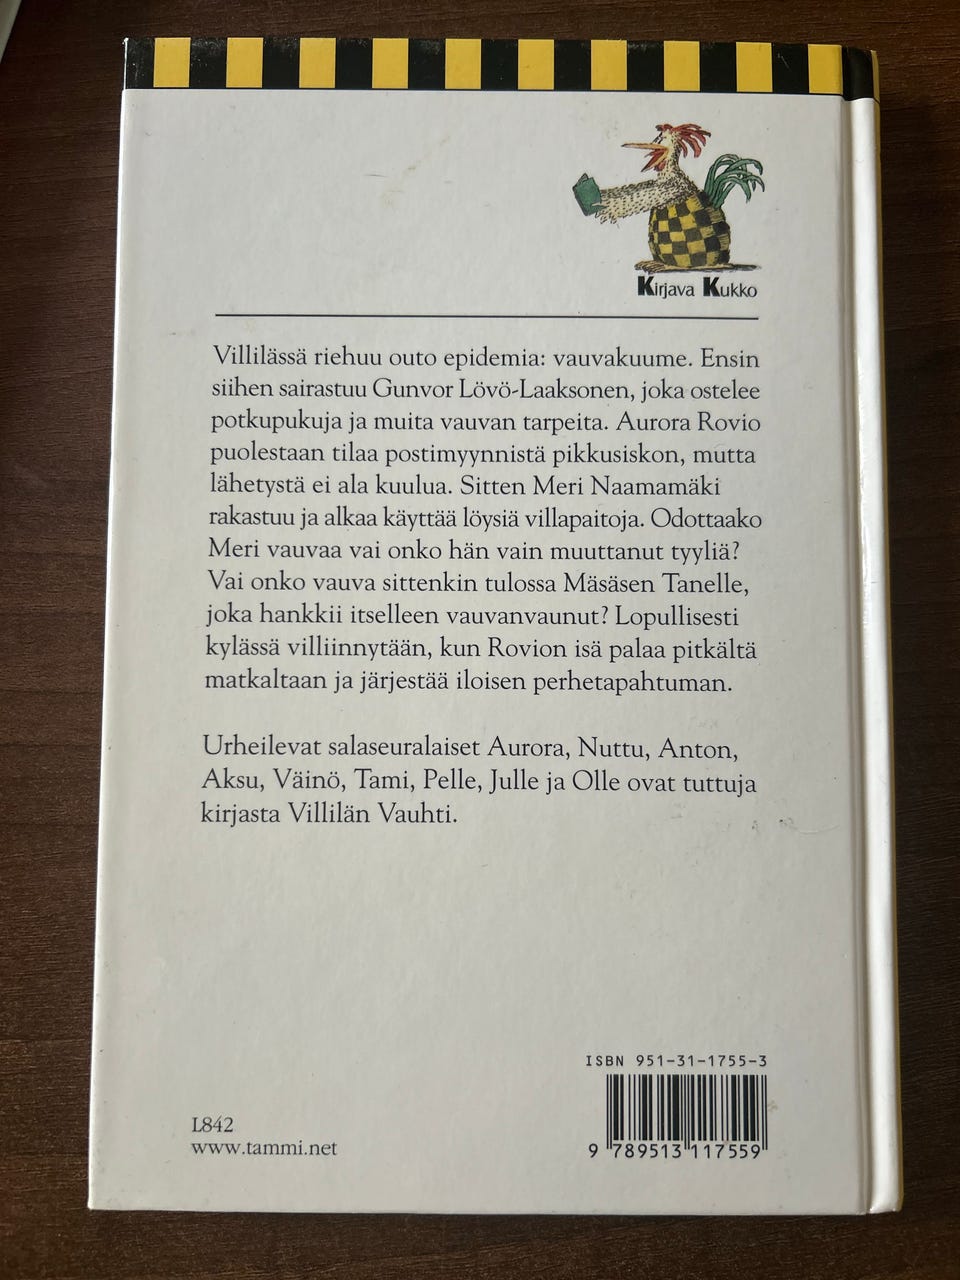 Kirjava Kukko
Villilässä riehuu outo epidemia: vauvakuume. Ensin
siihen sairastuu Gunvor Lövö-Laaksonen, joka ostelee
potkupukuja ja muita vauvan tarpeita. Aurora Rovio
puolestaan tilaa postimyynnistä pikkusiskon, mutta
lähetystä ei ala kuulua. Sitten Meri Naamamäki
rakastuu ja alkaa käyttää löysiä villapaitoja. Odottaako
Meri vauvaa vai onko hän vain muuttanut tyyliä?
Vai onko vauva sittenkin tulossa Mäsäsen Tanelle,
joka hankkii itselleen vauvanvaunut? Lopullisesti
kylässä villiinnytään, kun Rovion isä palaa pitkältä
matkaltaan ja järjestää iloisen perhetapahtuman.
Urheilevat salaseuralaiset Aurora, Nuttu, Anton,
Aksu, Väinö, Tami, Pelle, Julle ja Olle ovat tuttuja
kirjasta Villilän Vauhti.
ISBN 951-31-1755-3
9 789513 117559
L842
www.tammi.net